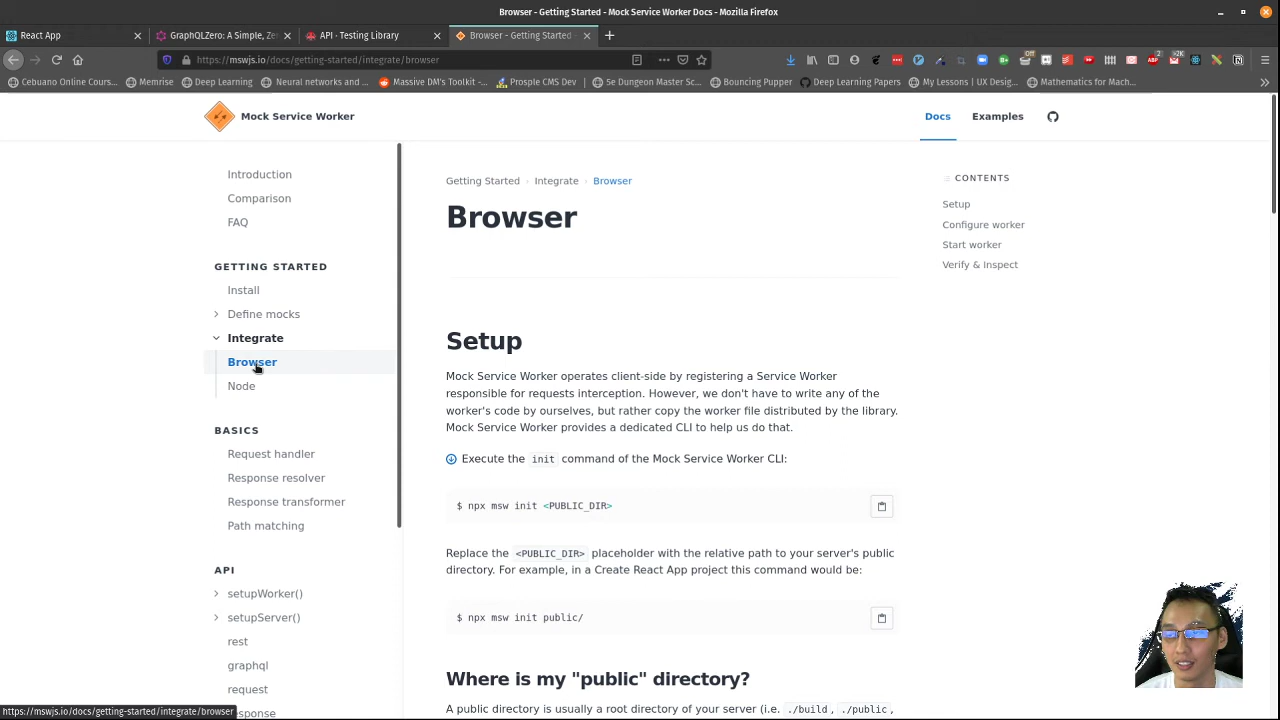 Browser - Getting Started - Mock Service Worker Docs - Mozilla Firefox
React App
GraphQLZero: A Simple, Ze
API · Testing Library
Browser - Getting Started -
https://mswjs.io/docs/getting-started/integrate/browser
Cebuano Online Cours...
Memrise
Deep Learning
Neural networks and ...
Massive DM's Toolkit -...
Prosple CMS Dev
5e Dungeon Master Sc...
Bouncing Pupper
Deep Learning Papers
My Lessons | UX Desig...
Mathematics for Mach...
Mock Service Worker
Docs
Examples
Introduction
Comparison
FAQ
GETTING STARTED
Install
Define mocks
Integrate
Browser
Node
BASICS
Request handler
Response resolver
Response transformer
Path matching
API
setupWorker()
setupServer()
rest
graphql
request
https://mswjs.io/docs/getting-started/integrate/browser
Getting Started
Integrate
Browser
Browser
Setup
Mock Service Worker operates client-side by registering a Service Worker
responsible for requests interception. However, we don't have to write any of the
worker's code by ourselves, but rather copy the worker file distributed by the library.
Mock Service Worker provides a dedicated CLI to help us do that.
Execute the init command of the Mock Service Worker CLI:
$ npx msw init <PUBLIC_DIR>
Replace the <PUBLIC_DIR> placeholder with the relative path to your server's public
directory. For example, in a Create React App project this command would be:
$ npx msw init public/
Where is my "public" directory?
A public directory is usually a root directory of your server (i.e. ./build , ./public ,
CONTENTS
Setup
Configure worker
Start worker
Verify & Inspect